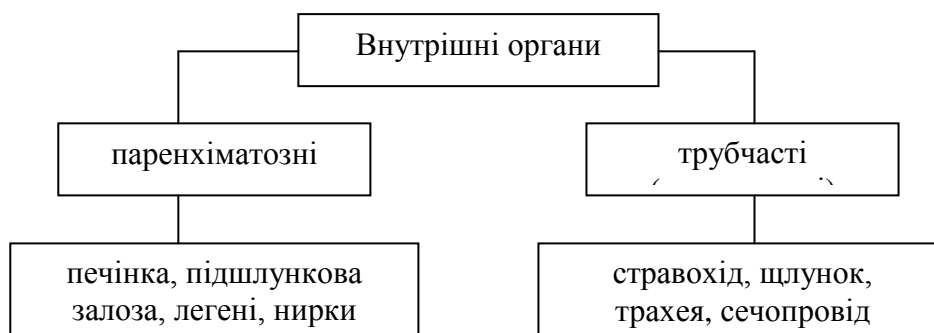 Внутрішні органи
паренхіматозні
трубчасті
печінка, підшлункова
залоза, легені, нирки
стравохід, щлунок,
трахея, сечопровід